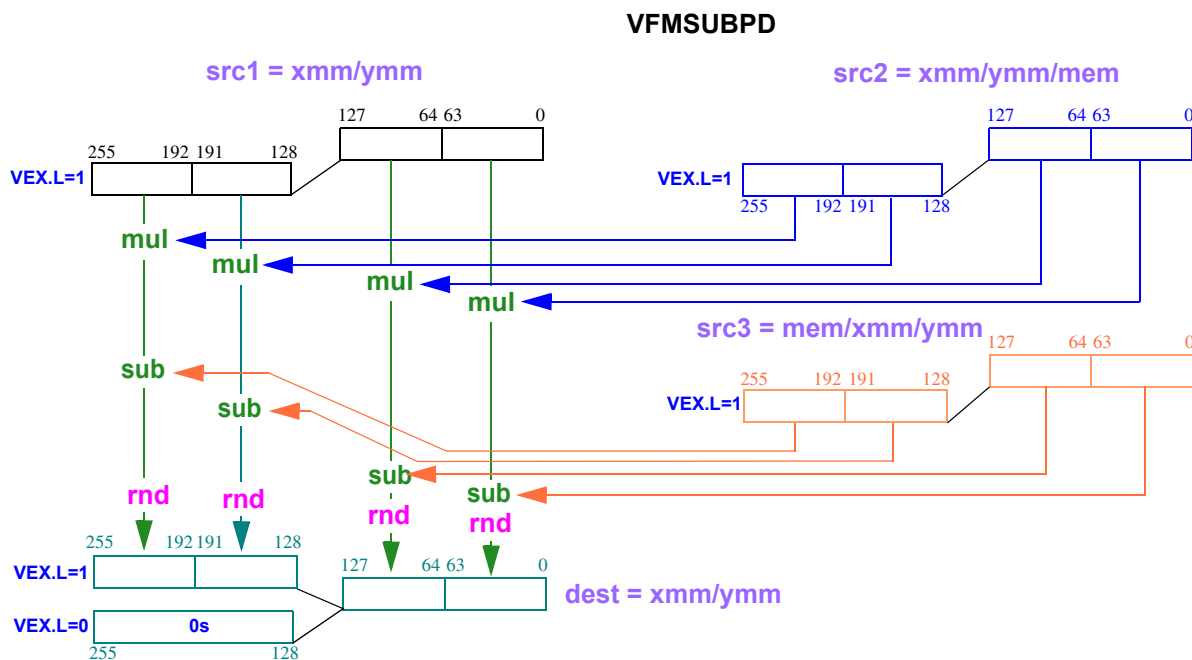 VFMSUBPD
src1 = xmm/ymm
src2 = xmm/ymm/mem
127 64 63 0
127 64 63 0
255 192 191 128
VEX.L=1
VEX.L=1
255 192 191 128
mul
mul
mul
mul
src3 = mem/xmm/ymm
127 64 63 0
sub
255 192 191 128
VEX.L=1
sub
sub
sub
rnd
rnd
rnd
rnd
255 192 191 128
127 64 63 0
VEX.L=1
dest = xmm/ymm
VEX.L=0
0s
255 128